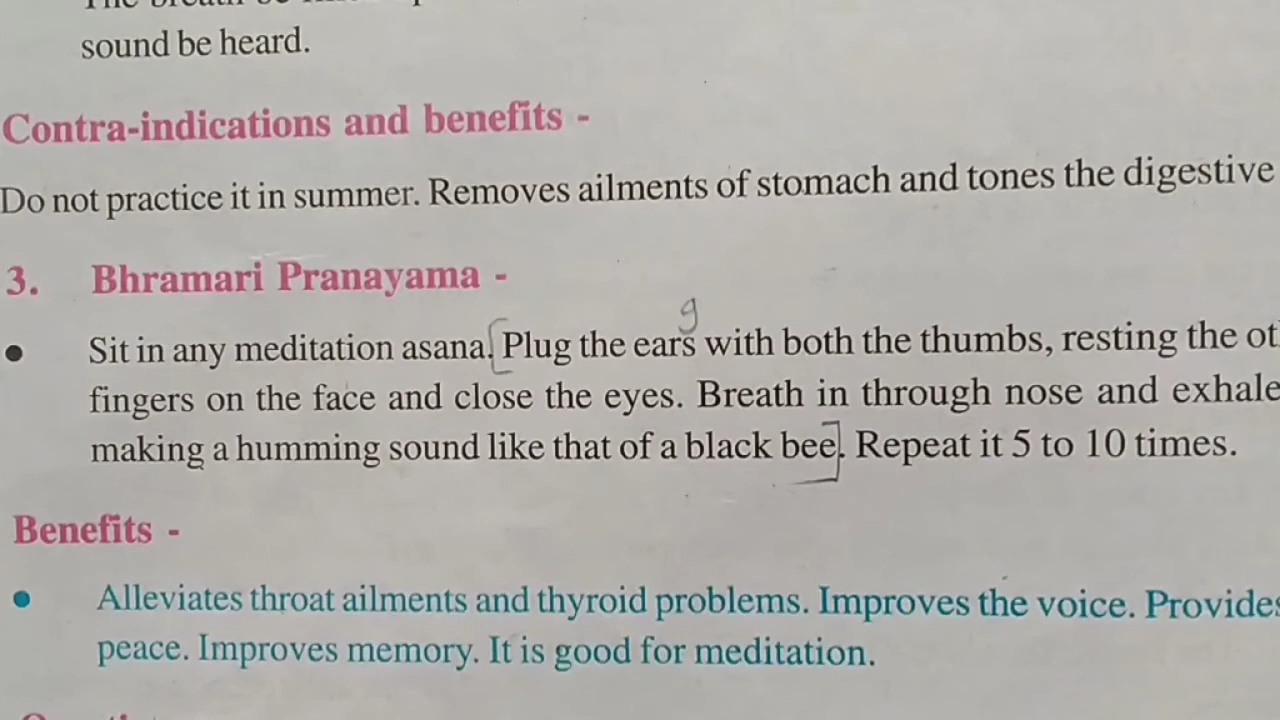 sound be heard.
Contra-indications and benefits -
Do not practice it in summer. Removes ailments of stomach and tones the digestive
3. Bhramari Pranayama -
g
• Sit in any meditation asana. [Plug the ears with both the thumbs, resting the ot
fingers on the face and close the eyes. Breath in through nose and exhale
making a humming sound like that of a black bee]. Repeat it 5 to 10 times.
Benefits -
• Alleviates throat ailments and thyroid problems. Improves the voice. Provides
peace. Improves memory. It is good for meditation.